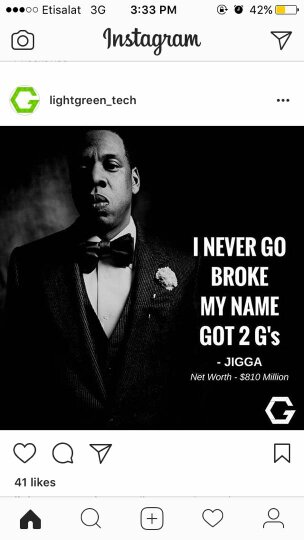 Etisalat 3G 3:33 PM 42%
Instagram
lightgreen_tech
I NEVER GO
BROKE
MY NAME
GOT 2 G's
- JIGGA
Net Worth - $810 Million
41 likes